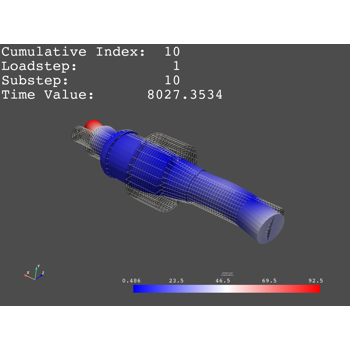 Cumulative Index: 10
Loadstep: 1
Substep: 10
Time Value: 8027.3534
0.486 23.5 46.5 69.5 92.5